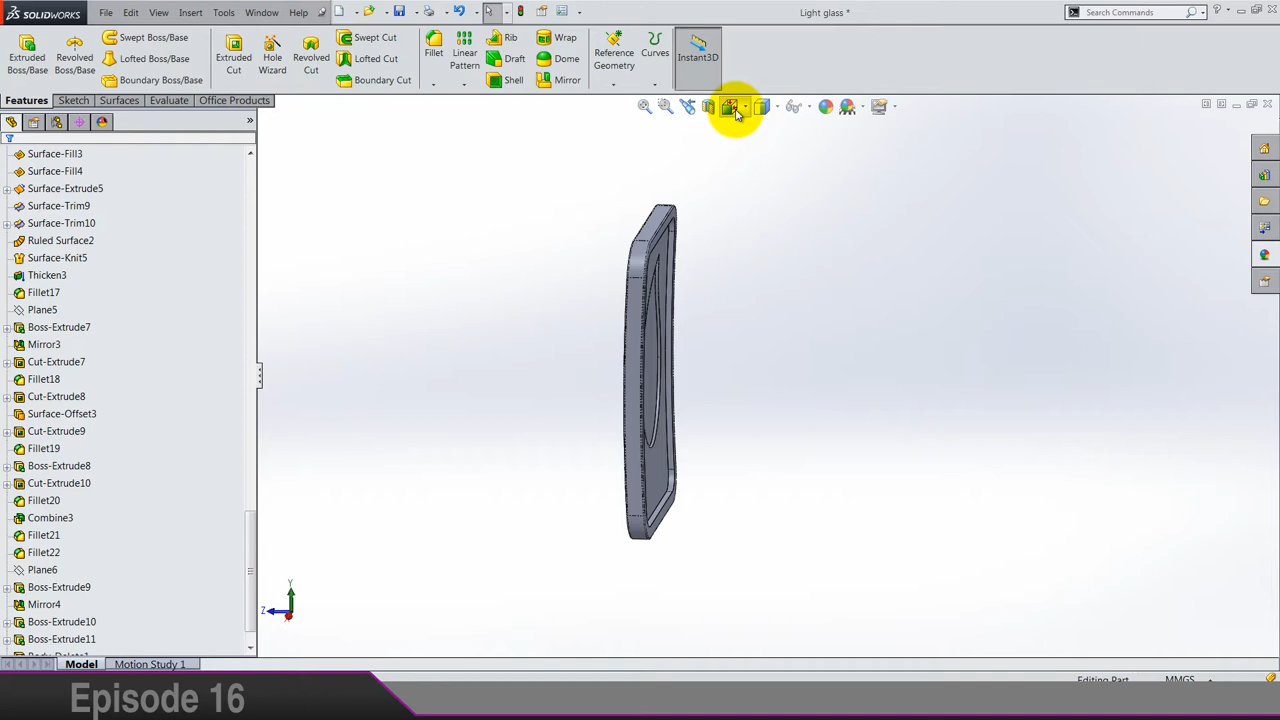 SOLIDWORKS
File Edit View Insert Tools Window Help
Light glass *
Search Commands
Extruded Boss/Base
Revolved Boss/Base
Swept Boss/Base
Lofted Boss/Base
Boundary Boss/Base
Extruded Cut
Hole Wizard
Revolved Cut
Swept Cut
Lofted Cut
Boundary Cut
Fillet
Linear Pattern
Rib
Draft
Shell
Wrap
Dome
Mirror
Reference Geometry
Curves
Instant3D
Features Sketch Surfaces Evaluate Office Products
Surface-Fill3
Surface-Fill4
Surface-Extrude5
Surface-Trim9
Surface-Trim10
Ruled Surface2
Surface-Knit5
Thicken3
Fillet17
Plane5
Boss-Extrude7
Mirror3
Cut-Extrude7
Fillet18
Cut-Extrude8
Surface-Offset3
Cut-Extrude9
Fillet19
Boss-Extrude8
Cut-Extrude10
Fillet20
Combine3
Fillet21
Fillet22
Plane6
Boss-Extrude9
Mirror4
Boss-Extrude10
Boss-Extrude11
Body-Delete1
Y
Z
Model Motion Study 1
Editing Part MMGS
Episode 16